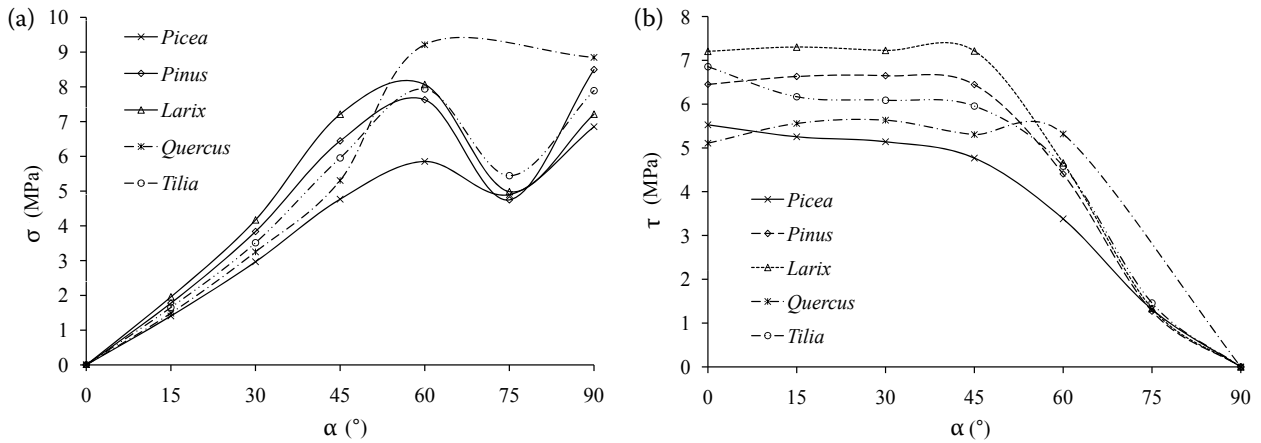 (a)
10
9
8
7
6
5
4
3
2
1
0
σ (MPa)
Picea
Pinus
Larix
Quercus
Tilia
0 15 30 45 60 75 90
α (°)
(b)
8
7
6
5
4
3
2
1
0
τ (MPa)
Picea
Pinus
Larix
Quercus
Tilia
0 15 30 45 60 75 90
α (°)